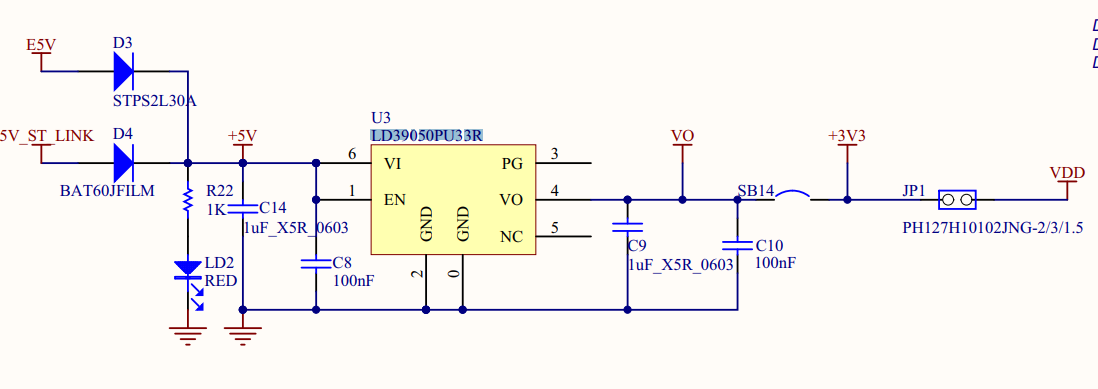 E5V
D3
STPS2L30A
5V_ST_LINK
D4
BAT60JFILM
+5V
R22
1K
C14
1uF_X5R_0603
LD2
RED
C8
100nF
U3
LD39050PU33R
6
VI
PG
3
1
EN
VO
4
GND
GND
NC
5
2
0
VO
C9
1uF_X5R_0603
SB14
C10
100nF
+3V3
JP1
PH127H10102JNG-2/3/1.5
VDD